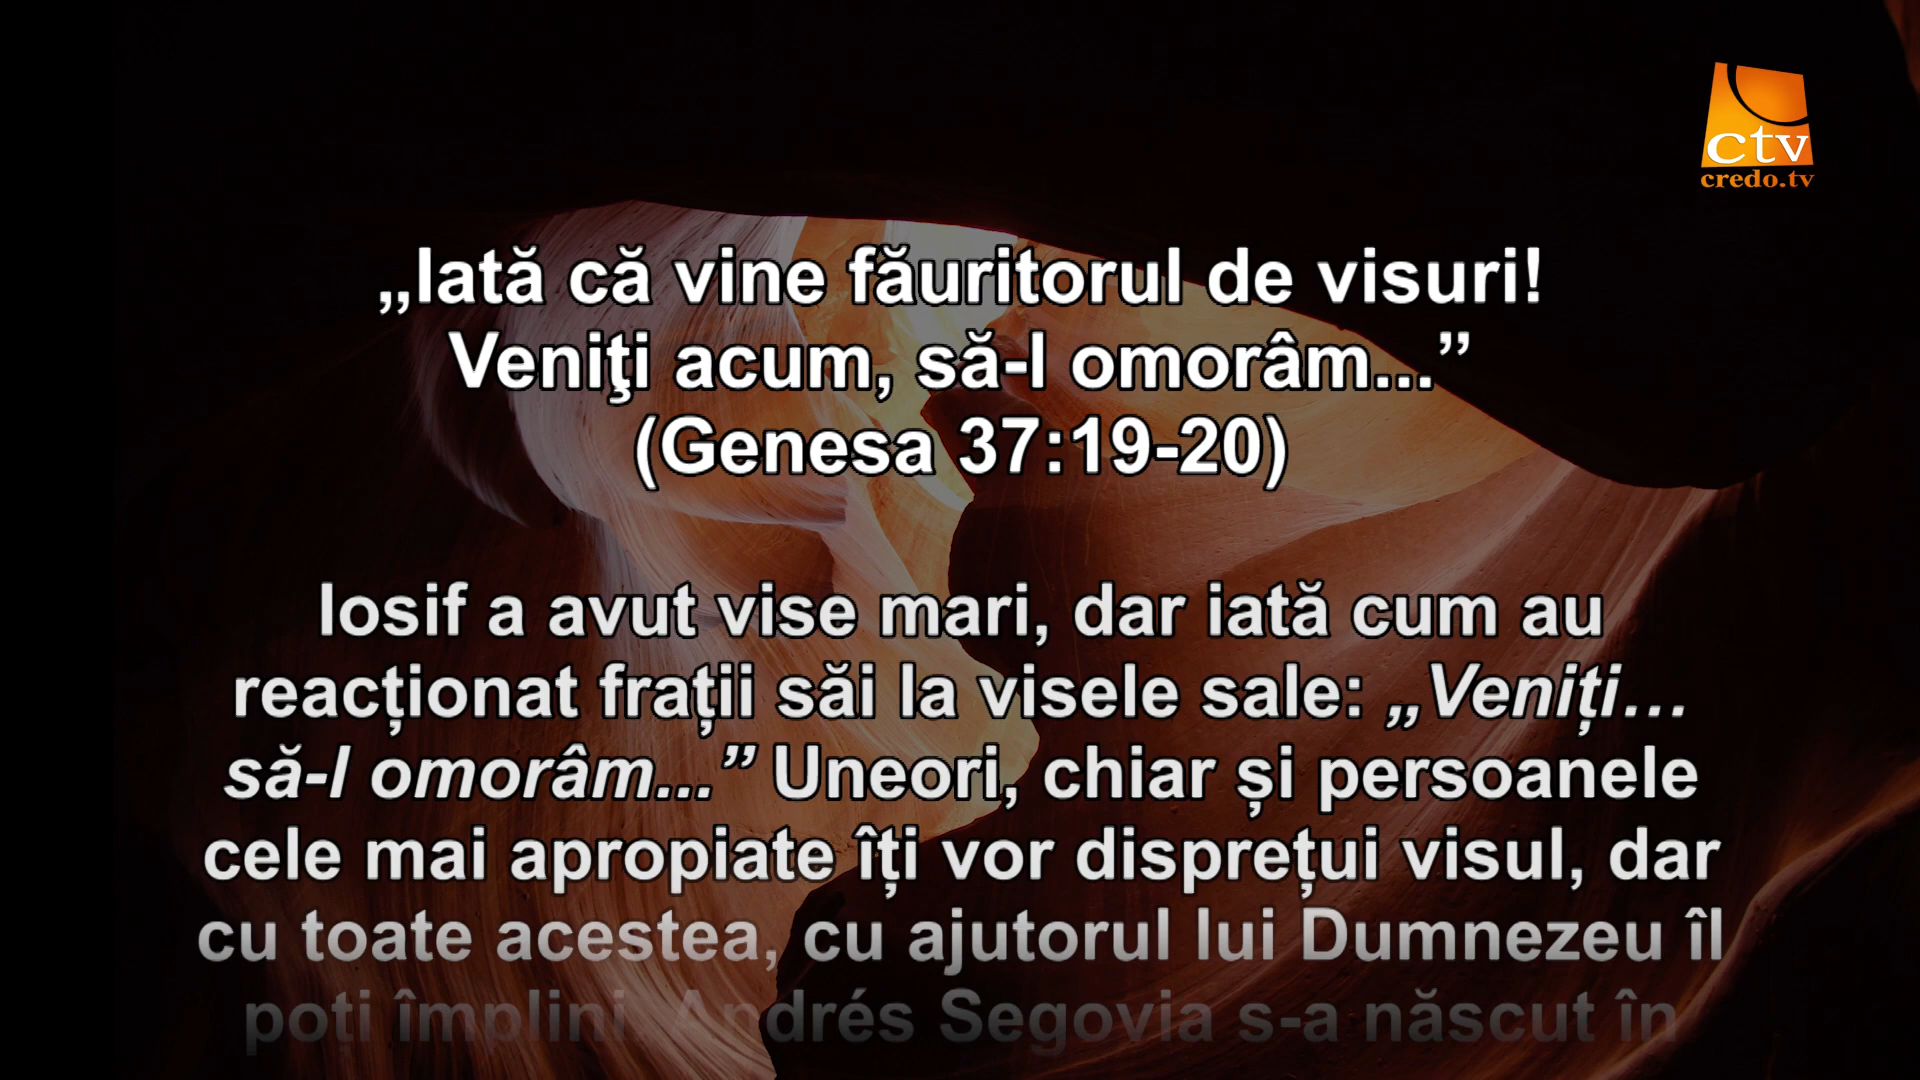 ctv
credo.tv
„Iată că vine făuritorul de visuri!
Veniţi acum, să-l omorâm...”
(Genesa 37:19-20)
Iosif a avut vise mari, dar iată cum au
reacționat frații săi la visele sale: „Veniți…
să-l omorâm...” Uneori, chiar și persoanele
cele mai apropiate îți vor disprețui visul, dar
cu toate acestea, cu ajutorul lui Dumnezeu îl
poți împlini. Andrés Segovia s-a născut în